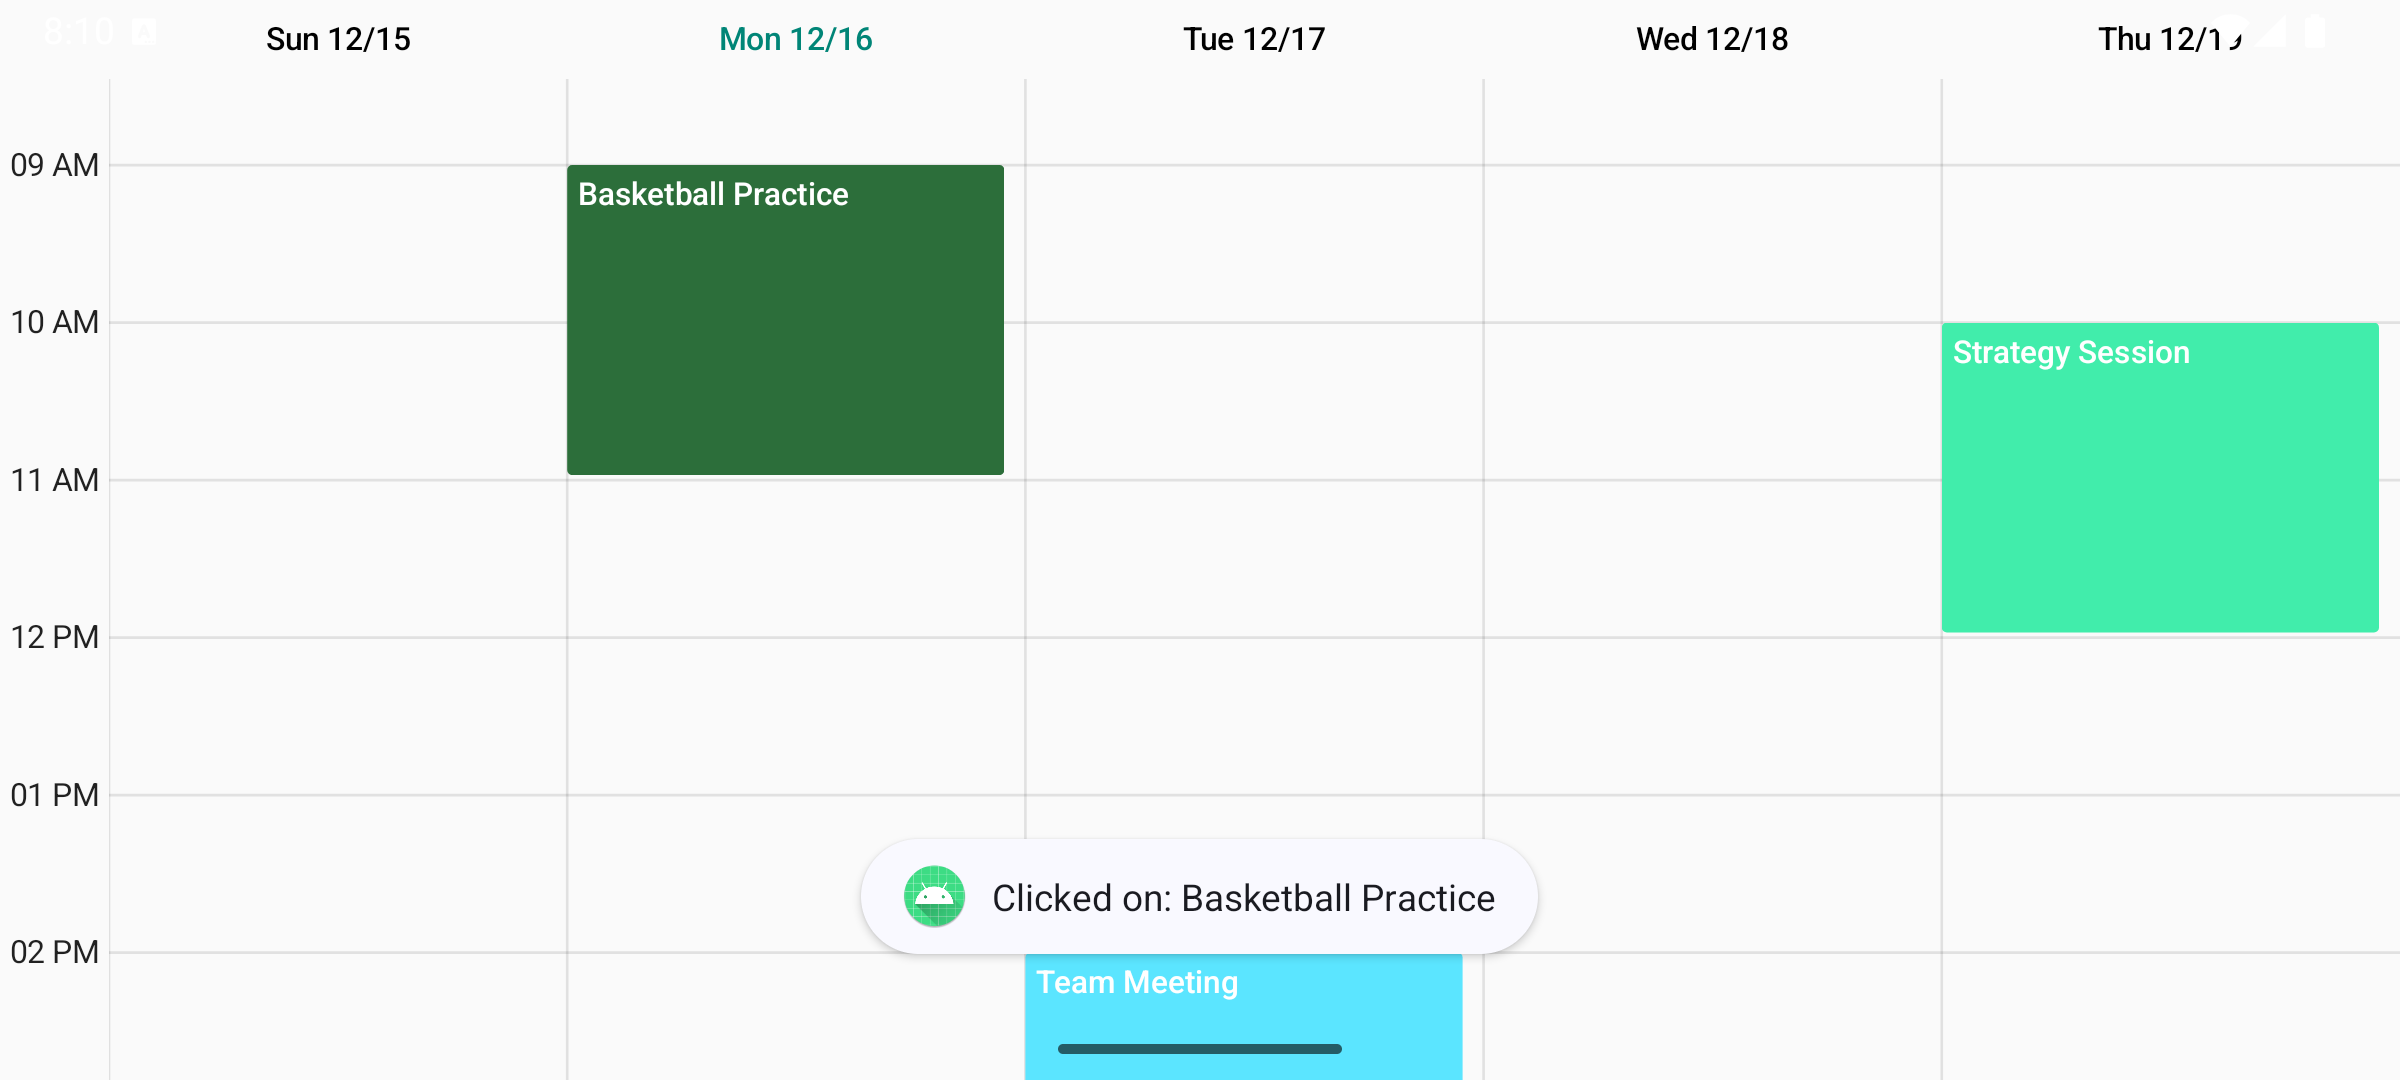 8:10
Sun 12/15
Mon 12/16
Tue 12/17
Wed 12/18
Thu 12/19
09 AM
Basketball Practice
10 AM
Strategy Session
11 AM
12 PM
01 PM
Clicked on: Basketball Practice
02 PM
Team Meeting